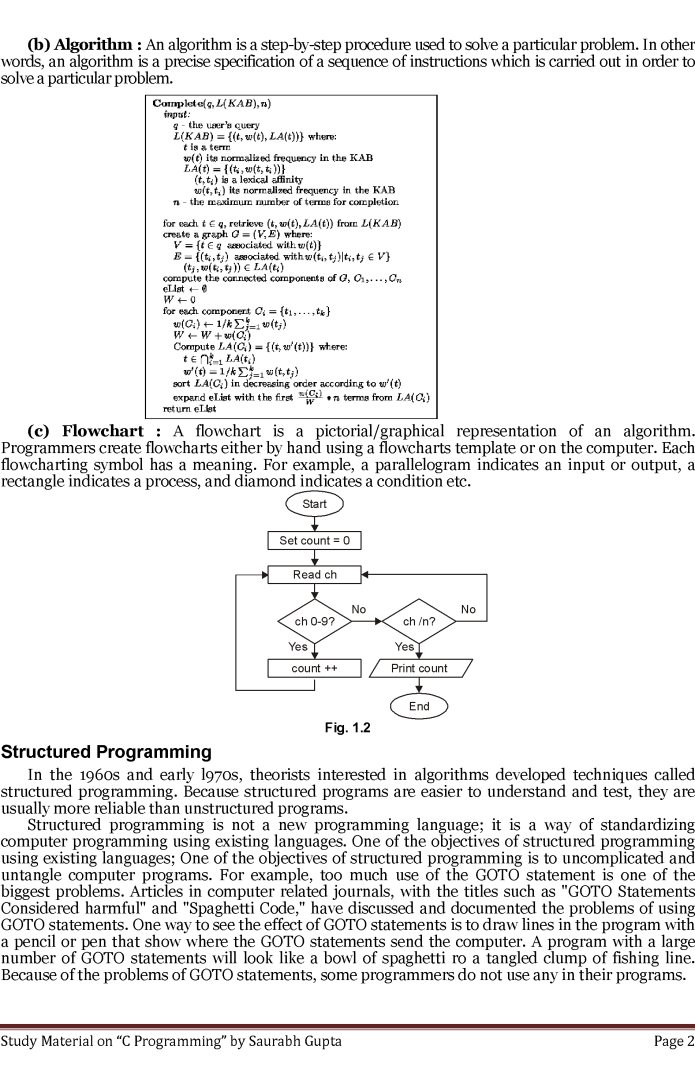 (b) Algorithm : An algorithm is a step-by-step procedure used to solve a particular problem. In other
words, an algorithm is a precise specification of a sequence of instructions which is carried out in order to
solve a particular problem.
Complete(q, L(KAB), n)
input:
q - the user's query
L(KAB) = {(t, w(t), LA(t))} where:
t is a term
w(t) its normalized frequency in the KAB
LA(t) = {(tᵢ, w(t, tᵢ))}
(t, tᵢ) is a lexical affinity
w(t, tᵢ) its normalized frequency in the KAB
n - the maximum number of terms for completion
for each t ∈ q, retrieve (t, w(t), LA(t)) from L(KAB)
create a graph G = (V, E) where:
V = {t ∈ q associated with w(t)}
E = {(tᵢ, tⱼ) associated with w(tᵢ, tⱼ)|tᵢ, tⱼ ∈ V}
(tⱼ, w(tᵢ, tⱼ)) ∈ LA(tᵢ)
compute the connected components of G, C₁, . . . , Cₙ
eList ← ∅
W ← 0
for each component Cᵢ = {t₁, . . . , tₖ}
w(Cᵢ) ← 1/k ∑ᵏⱼ₌₁ w(tⱼ)
W ← W + w(Cᵢ)
Compute LA(Cᵢ) = {(t, w'(t))} where:
t ∈ ⋂ᵏᵢ₌₁ LA(tᵢ)
w'(t) = 1/k ∑ᵏⱼ₌₁ w(t, tⱼ)
sort LA(Cᵢ) in decreasing order according to w'(t)
expand eList with the first w(Cᵢ)/W * n terms from LA(Cᵢ)
return eList
(c) Flowchart : A flowchart is a pictorial/graphical representation of an algorithm.
Programmers create flowcharts either by hand using a flowcharts template or on the computer. Each
flowcharting symbol has a meaning. For example, a parallelogram indicates an input or output, a
rectangle indicates a process, and diamond indicates a condition etc.
Start
Set count = 0
Read ch
ch 0-9? No ch /n? No
Yes Yes
count ++ Print count
End
Fig. 1.2
Structured Programming
In the 1960s and early l970s, theorists interested in algorithms developed techniques called
structured programming. Because structured programs are easier to understand and test, they are
usually more reliable than unstructured programs.
Structured programming is not a new programming language; it is a way of standardizing
computer programming using existing languages. One of the objectives of structured programming
using existing languages; One of the objectives of structured programming is to uncomplicated and
untangle computer programs. For example, too much use of the GOTO statement is one of the
biggest problems. Articles in computer related journals, with the titles such as "GOTO Statements
Considered harmful" and "Spaghetti Code," have discussed and documented the problems of using
GOTO statements. One way to see the effect of GOTO statements is to draw lines in the program with
a pencil or pen that show where the GOTO statements send the computer. A program with a large
number of GOTO statements will look like a bowl of spaghetti ro a tangled clump of fishing line.
Because of the problems of GOTO statements, some programmers do not use any in their programs.
Study Material on “C Programming” by Saurabh Gupta Page 2